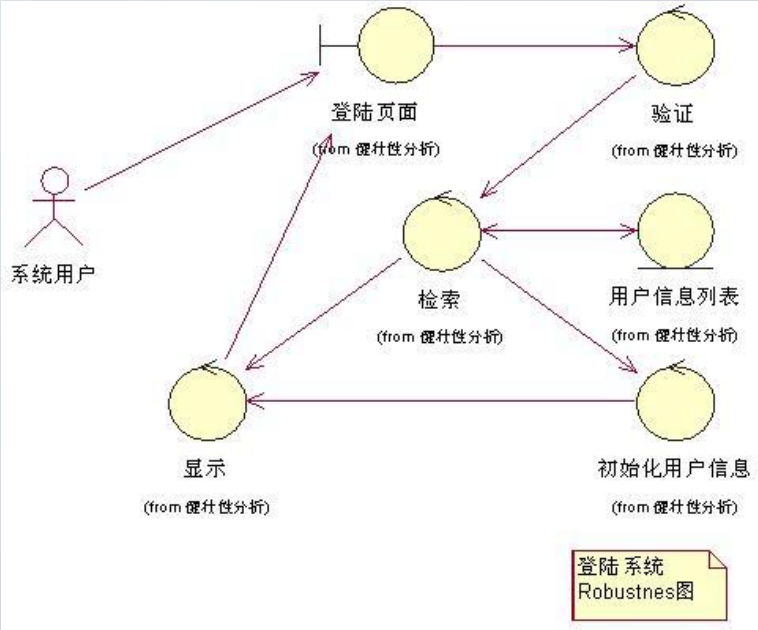 登陆页面
(from 健壮性分析)
验证
(from 健壮性分析)
系统用户
检索
(from 健壮性分析)
用户信息列表
(from 健壮性分析)
显示
(from 健壮性分析)
初始化用户信息
(from 健壮性分析)
登陆系统
Robustnes图